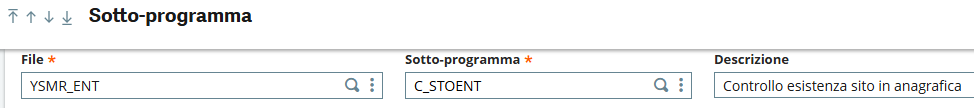 Sotto-programma
File * Sotto-programma * Descrizione
YSMR_ENT C_STOENT Controllo esistenza sito in anagrafica